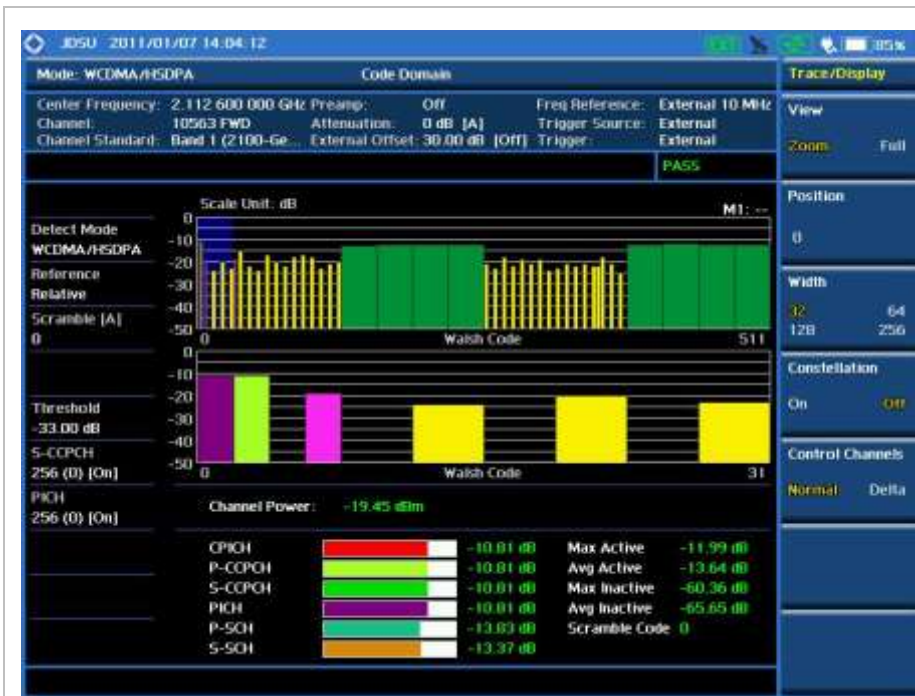 JDSU 2011/01/07 14:04:12 EXT 85%
Mode: WCDMA/HSDPA Code Domain Trace/Display
Center Frequency: 2.112 600 000 GHz Preamp: Off Freq Reference: External 10 MHz
Channel: 10563 FWD Attenuation: 0 dB [A] Trigger Source: External
Channel Standard: Band 1 (2100-Ge... External Offset: 30.00 dB [Off] Trigger: External
PASS
View
Zoom Full
Position
0
Width
32 64
128 256
Constellation
On Off
Control Channels
Normal Delta
Detect Mode
WCDMA/HSDPA
Reference
Relative
Scramble [A]
0
Threshold
-33.00 dB
S-CCPCH
256 (0) [On]
PICH
256 (0) [On]
Scale Unit: dB M1: --
0
-10
-20
-30
-40
-50
0 Walsh Code 511
0
-10
-20
-30
-40
-50
0 Walsh Code 31
Channel Power: -19.45 dBm
CPICH -10.81 dB Max Active -11.99 dB
P-CCPCH -10.81 dB Avg Active -13.64 dB
S-CCPCH -10.81 dB Max Inactive -60.36 dB
PICH -10.81 dB Avg Inactive -65.65 dB
P-SCH -13.83 dB Scramble Code 0
S-SCH -13.37 dB